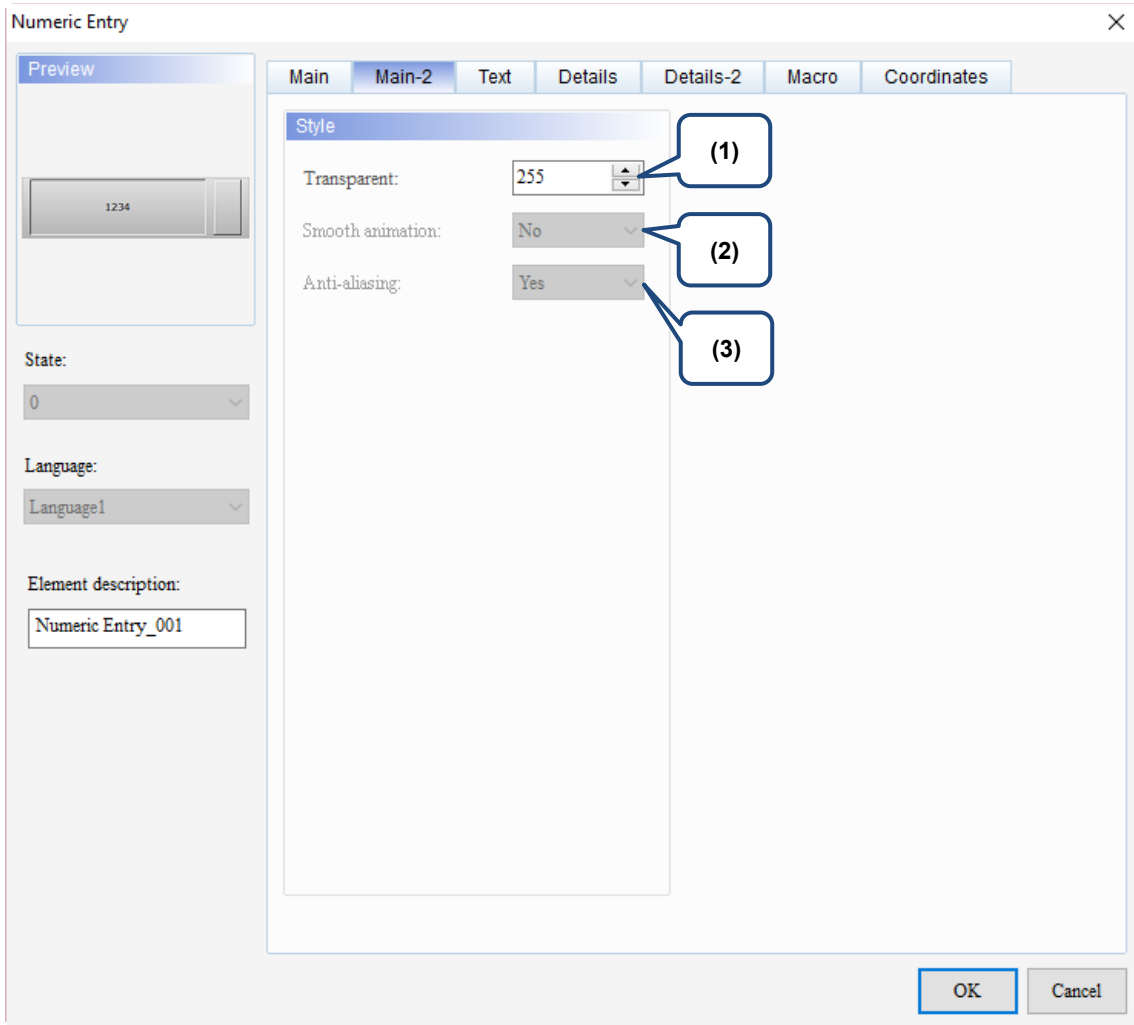 Numeric Entry
Preview
1234
State:
0
Language:
Language1
Element description:
Numeric Entry_001
Main Main-2 Text Details Details-2 Macro Coordinates
Style
Transparent: 255
(1)
Smooth animation: No
(2)
Anti-aliasing: Yes
(3)
OK Cancel